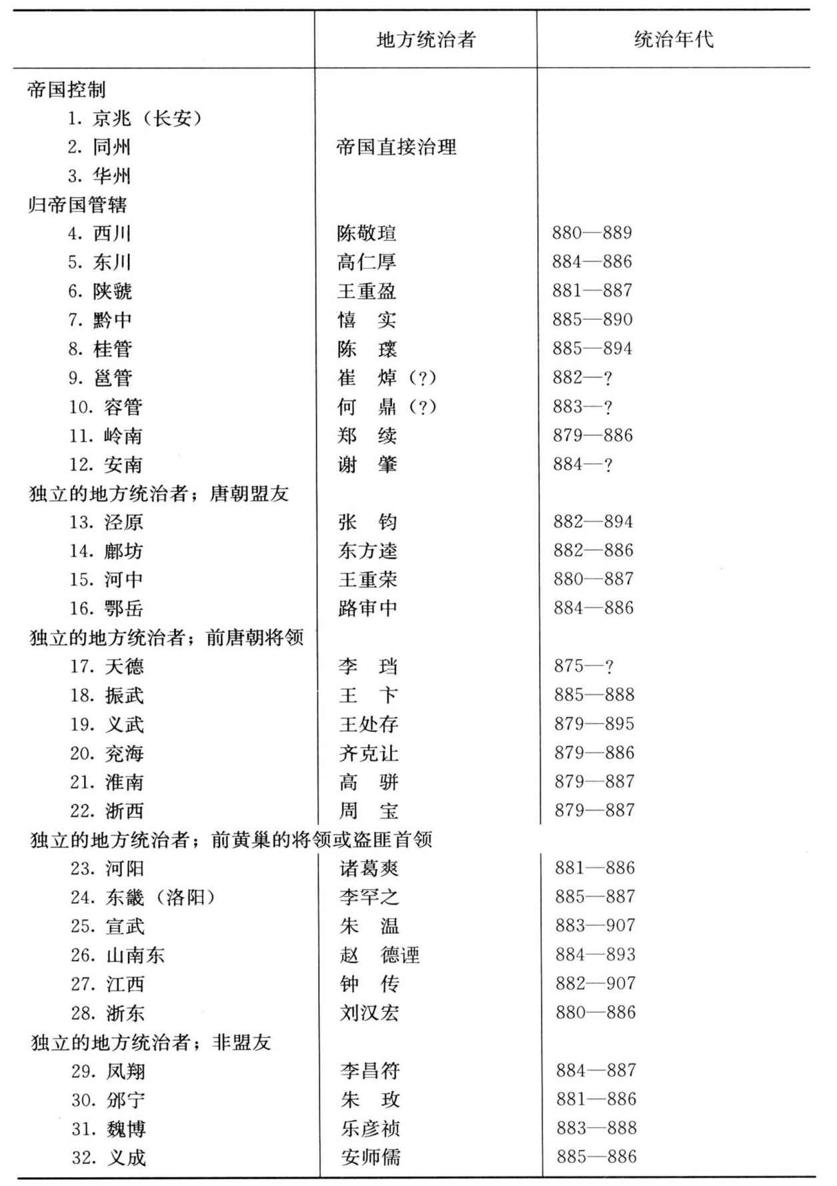 地方统治者 统治年代
帝国控制
1. 京兆（长安）
2. 同州 帝国直接治理
3. 华州
归帝国管辖
4. 西川 陈敬瑄 880—889
5. 东川 高仁厚 884—886
6. 陕虢 王重盈 881—887
7. 黔中 憘 实 885—890
8. 桂管 陈 瓌 885—894
9. 邕管 崔 焯（?） 882—?
10. 容管 何 鼎（?） 883—?
11. 岭南 郑 续 879—886
12. 安南 谢 肇 884—?
独立的地方统治者；唐朝盟友
13. 泾原 张 钧 882—894
14. 鄜坊 东方逵 882—886
15. 河中 王重荣 880—887
16. 鄂岳 路审中 884—886
独立的地方统治者；前唐朝将领
17. 天德 李 珰 875—?
18. 振武 王 卞 885—888
19. 义武 王处存 879—895
20. 兖海 齐克让 879—886
21. 淮南 高 骈 879—887
22. 浙西 周 宝 879—887
独立的地方统治者；前黄巢的将领或盗匪首领
23. 河阳 诸葛爽 881—886
24. 东畿（洛阳） 李罕之 885—887
25. 宣武 朱 温 883—907
26. 山南东 赵 德諲 884—893
27. 江西 钟 传 882—907
28. 浙东 刘汉宏 880—886
独立的地方统治者；非盟友
29. 凤翔 李昌符 884—887
30. 邠宁 朱 玫 881—886
31. 魏博 乐彦祯 883—888
32. 义成 安师儒 885—886